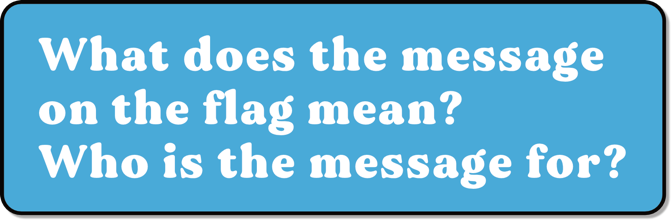 What does the message
on the flag mean?
Who is the message for?